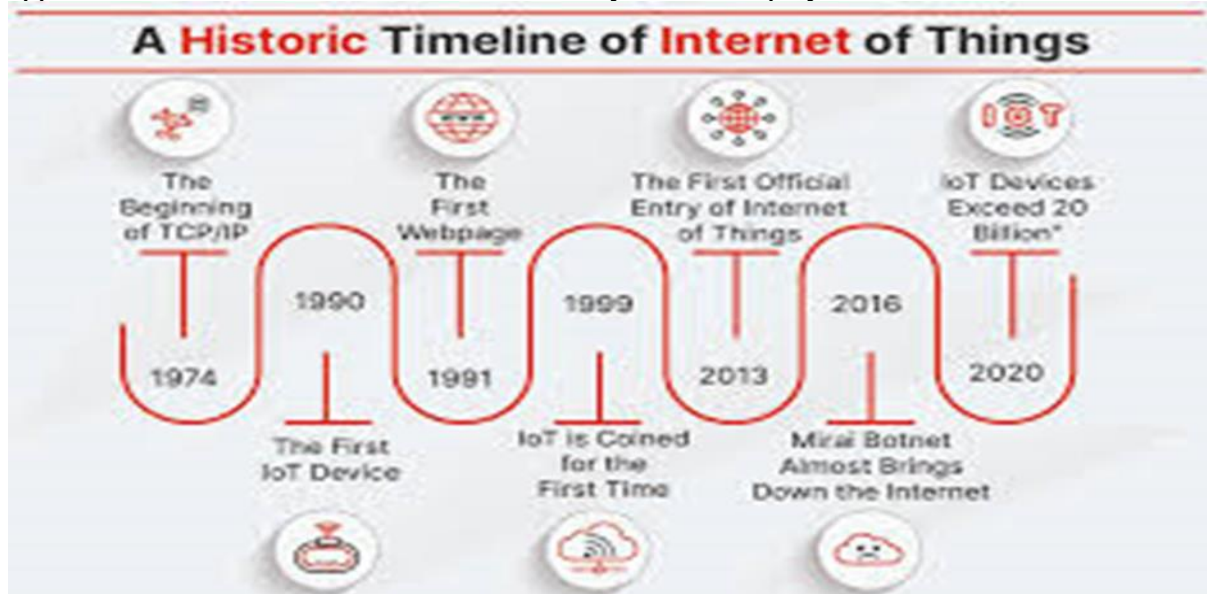 A Historic Timeline of Internet of Things
WWW
IOT
The
Beginning
of TCP/IP
1974
1990
The First
IoT Device
The
First
Webpage
1991
1999
IoT is Coined
for the
First Time
The First Official
Entry of Internet
of Things
2013
2016
Mirai Botnet
Almost Brings
Down the Internet
IoT Devices
Exceed 20
Billion*
2020